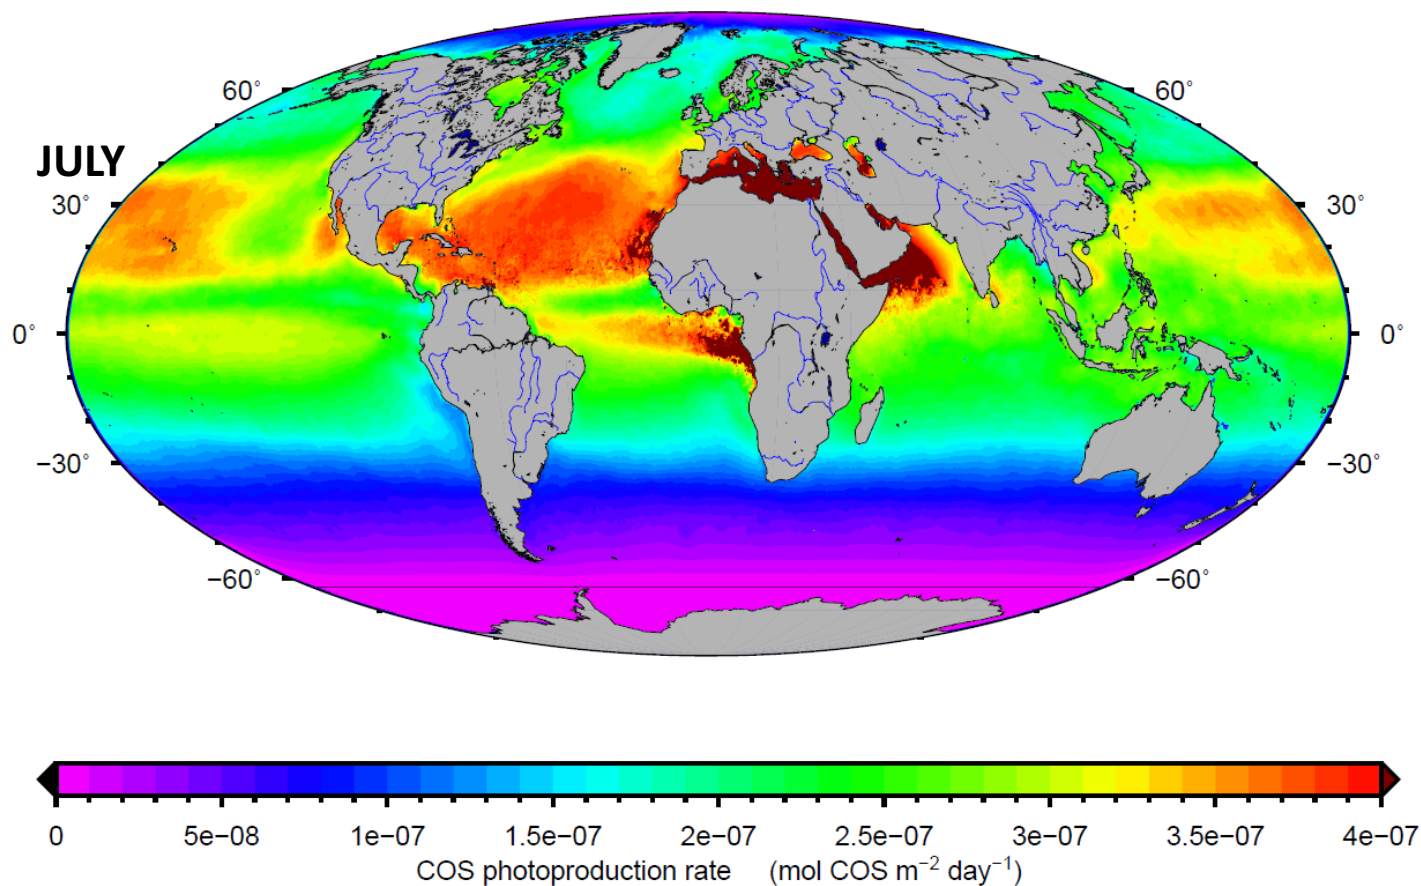 60° 60°
JULY
30° 30°
0° 0°
−30° −30°
−60° −60°
0 5e−08 1e−07 1.5e−07 2e−07 2.5e−07 3e−07 3.5e−07 4e−07
COS photoproduction rate (mol COS m⁻² day⁻¹)